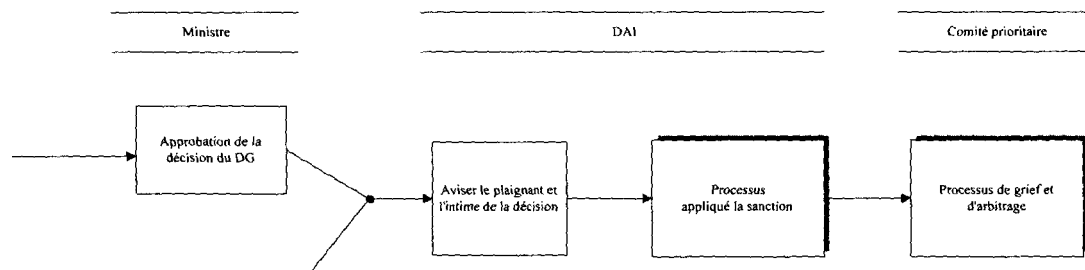 Ministre
DAI
Comité prioritaire
Approbation de la
décision du DG
Aviser le plaignant et
l'intime de la décision
Processus
appliqué la sanction
Processus de grief et
d'arbitrage